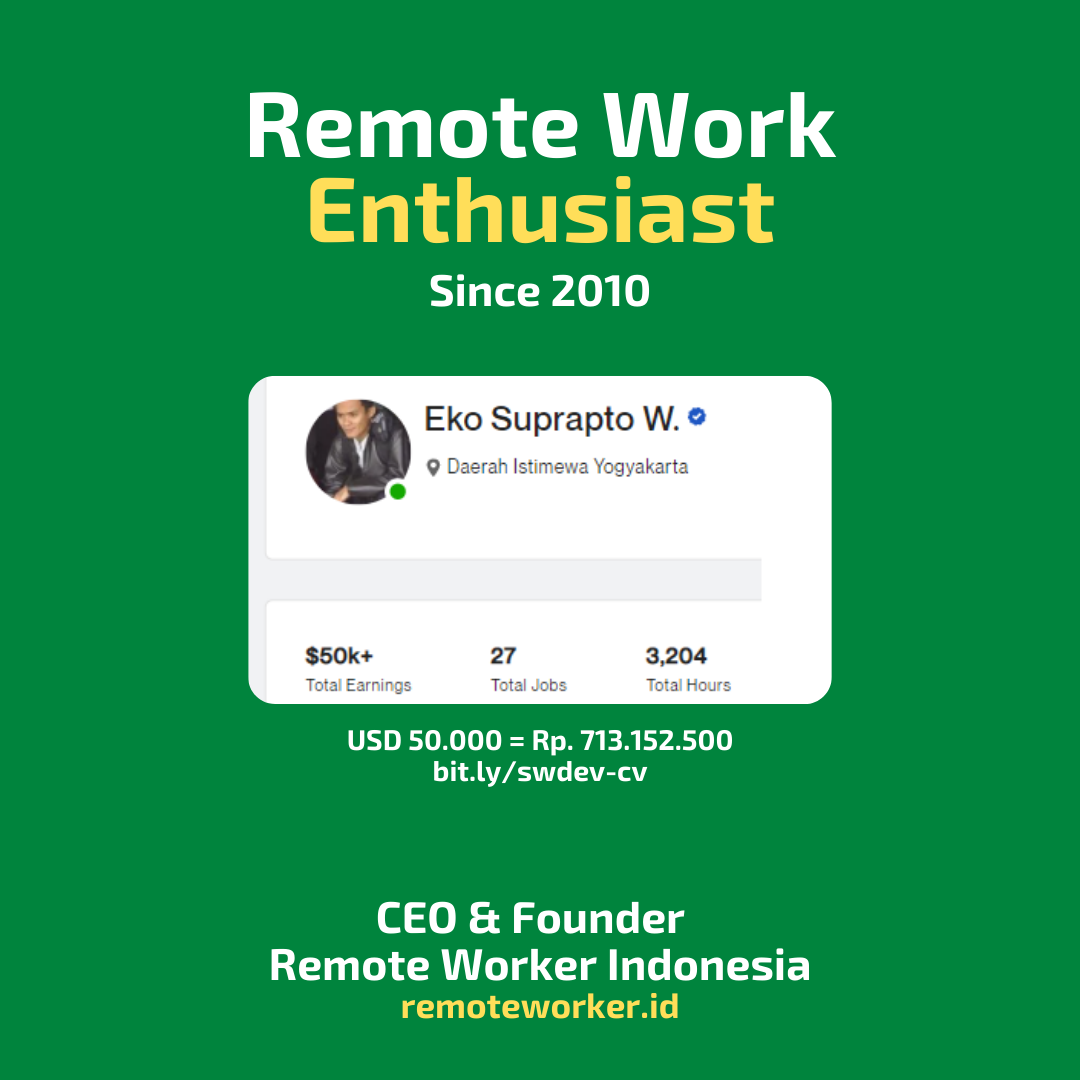 Remote Work
Enthusiast
Since 2010
Eko Suprapto W.
Daerah Istimewa Yogyakarta
$50k+ 27 3,204
Total Earnings Total Jobs Total Hours
USD 50.000 = Rp. 713.152.500
bit.ly/swdev-cv
CEO & Founder
Remote Worker Indonesia
remoteworker.id